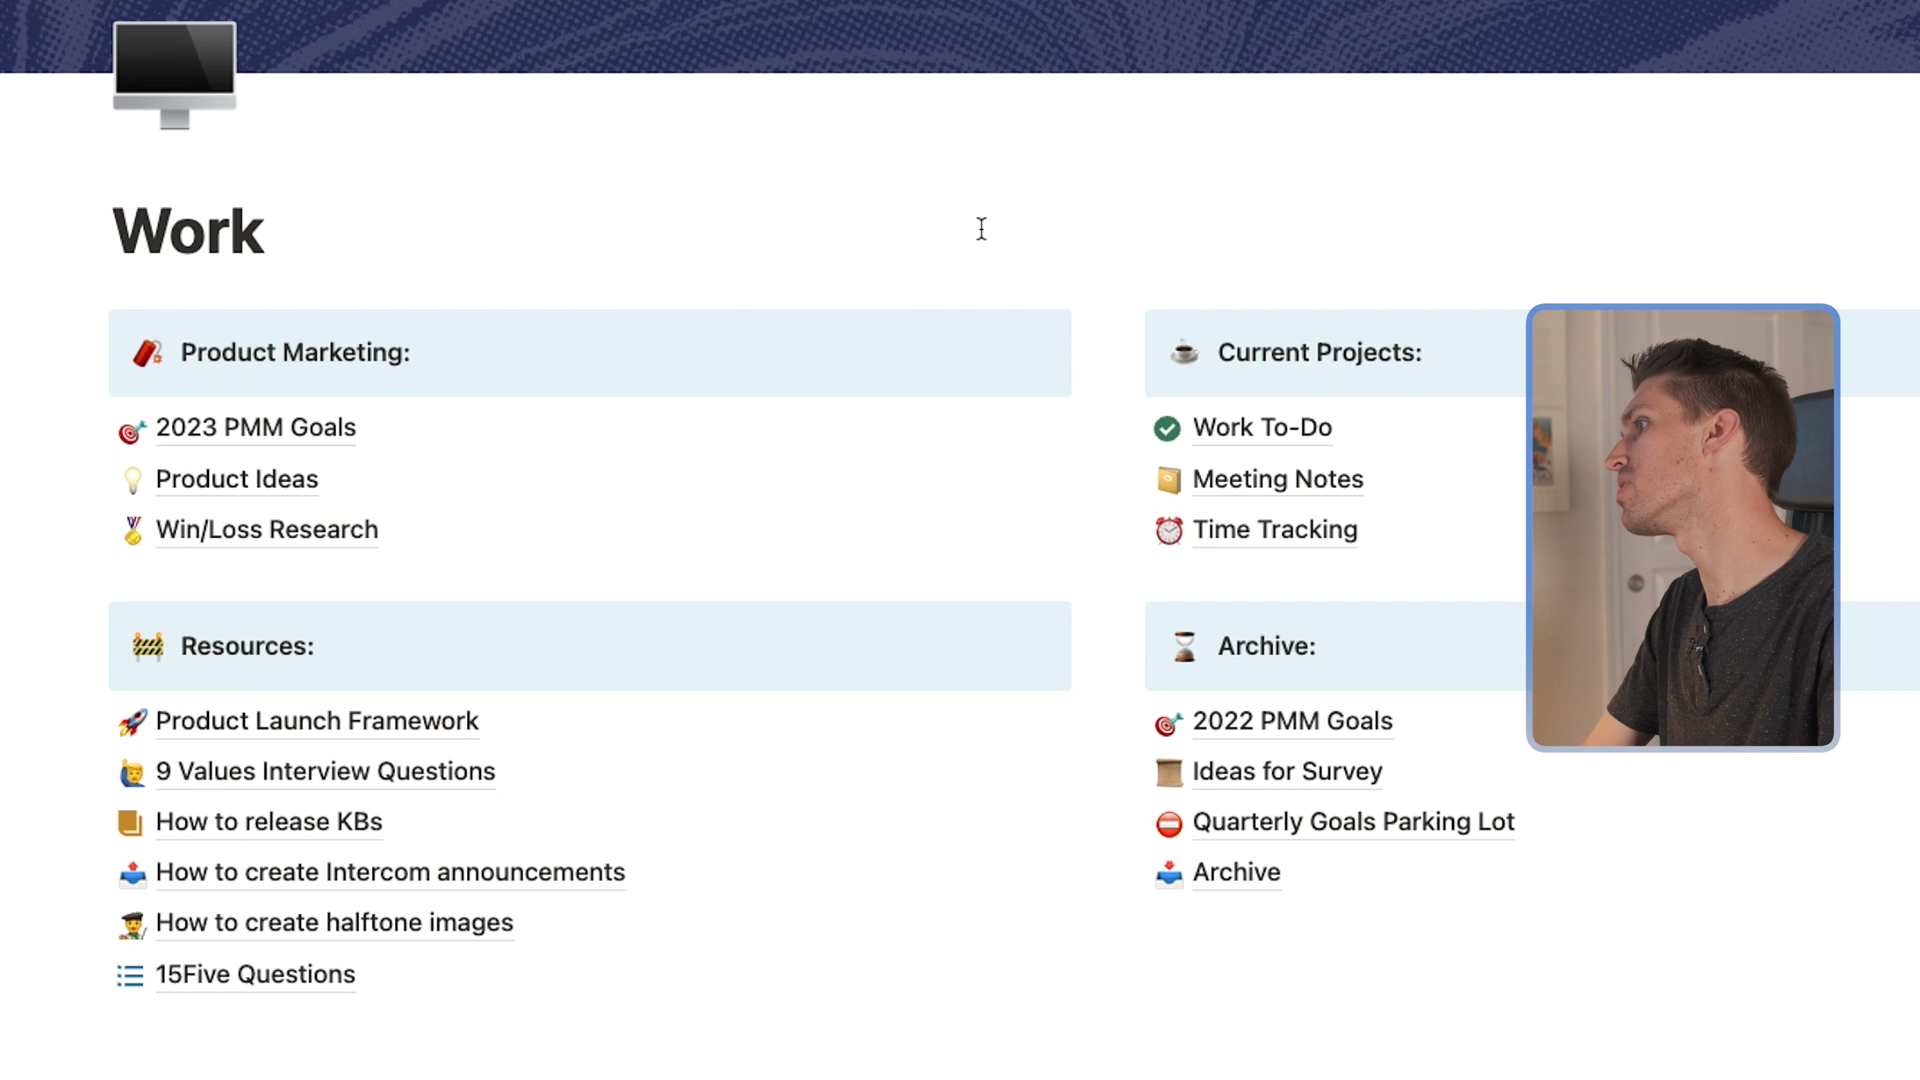 Work
Product Marketing:
2023 PMM Goals
Product Ideas
Win/Loss Research
Current Projects:
Work To-Do
Meeting Notes
Time Tracking
Resources:
Product Launch Framework
9 Values Interview Questions
How to release KBs
How to create Intercom announcements
How to create halftone images
15Five Questions
Archive:
2022 PMM Goals
Ideas for Survey
Quarterly Goals Parking Lot
Archive